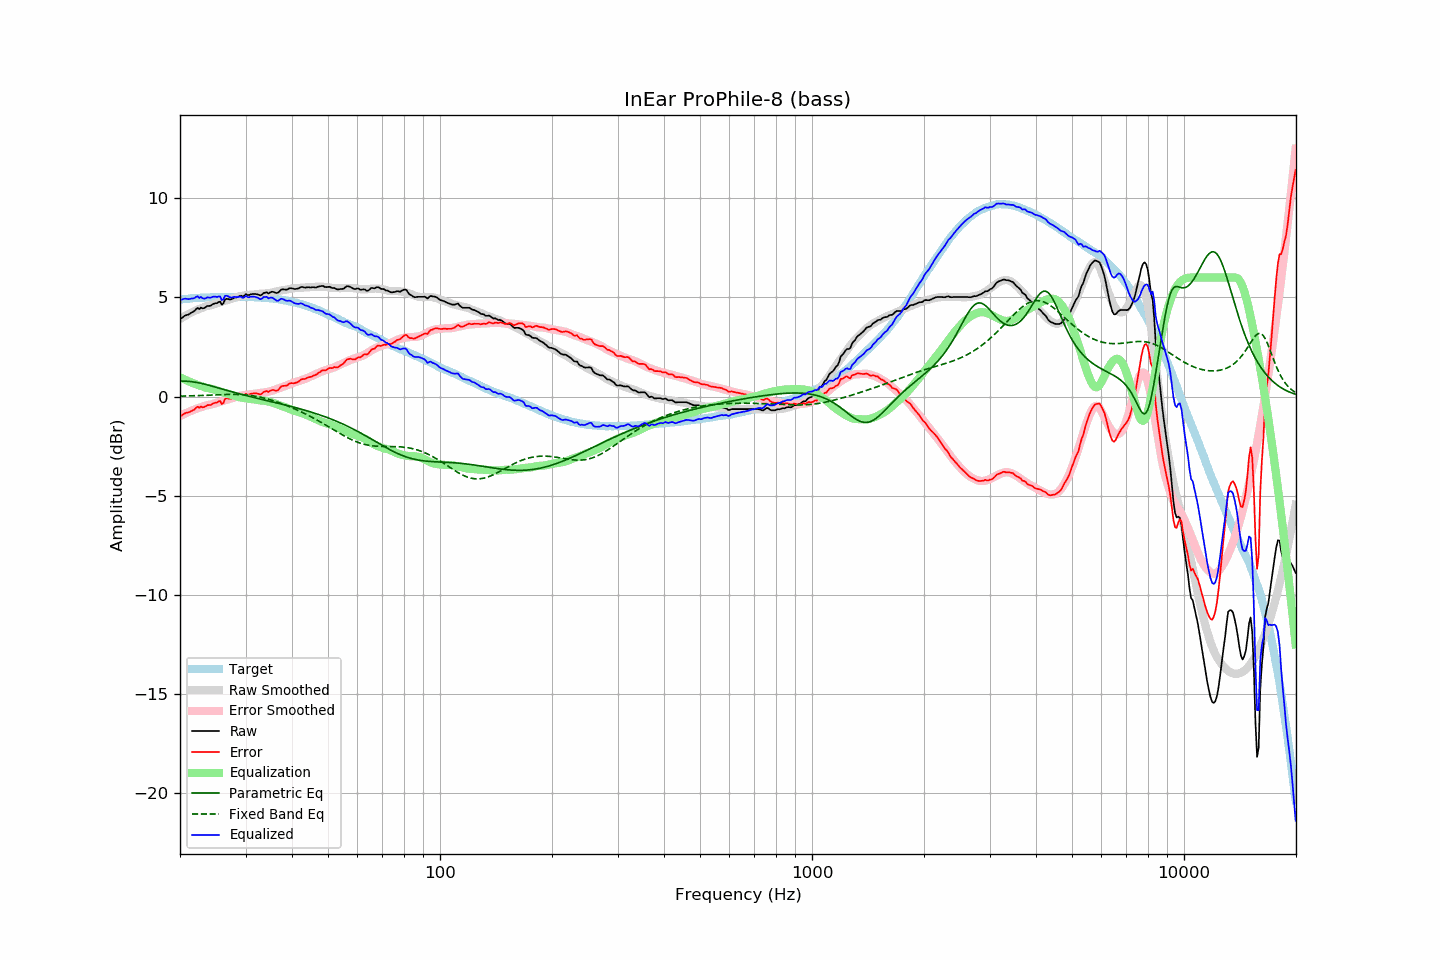 InEar ProPhile-8 (bass)
10
5
0
−5
−10
−15
−20
Amplitude (dBr)
Target
Raw Smoothed
Error Smoothed
Raw
Error
Equalization
Parametric Eq
Fixed Band Eq
Equalized
100
1000
10000
Frequency (Hz)